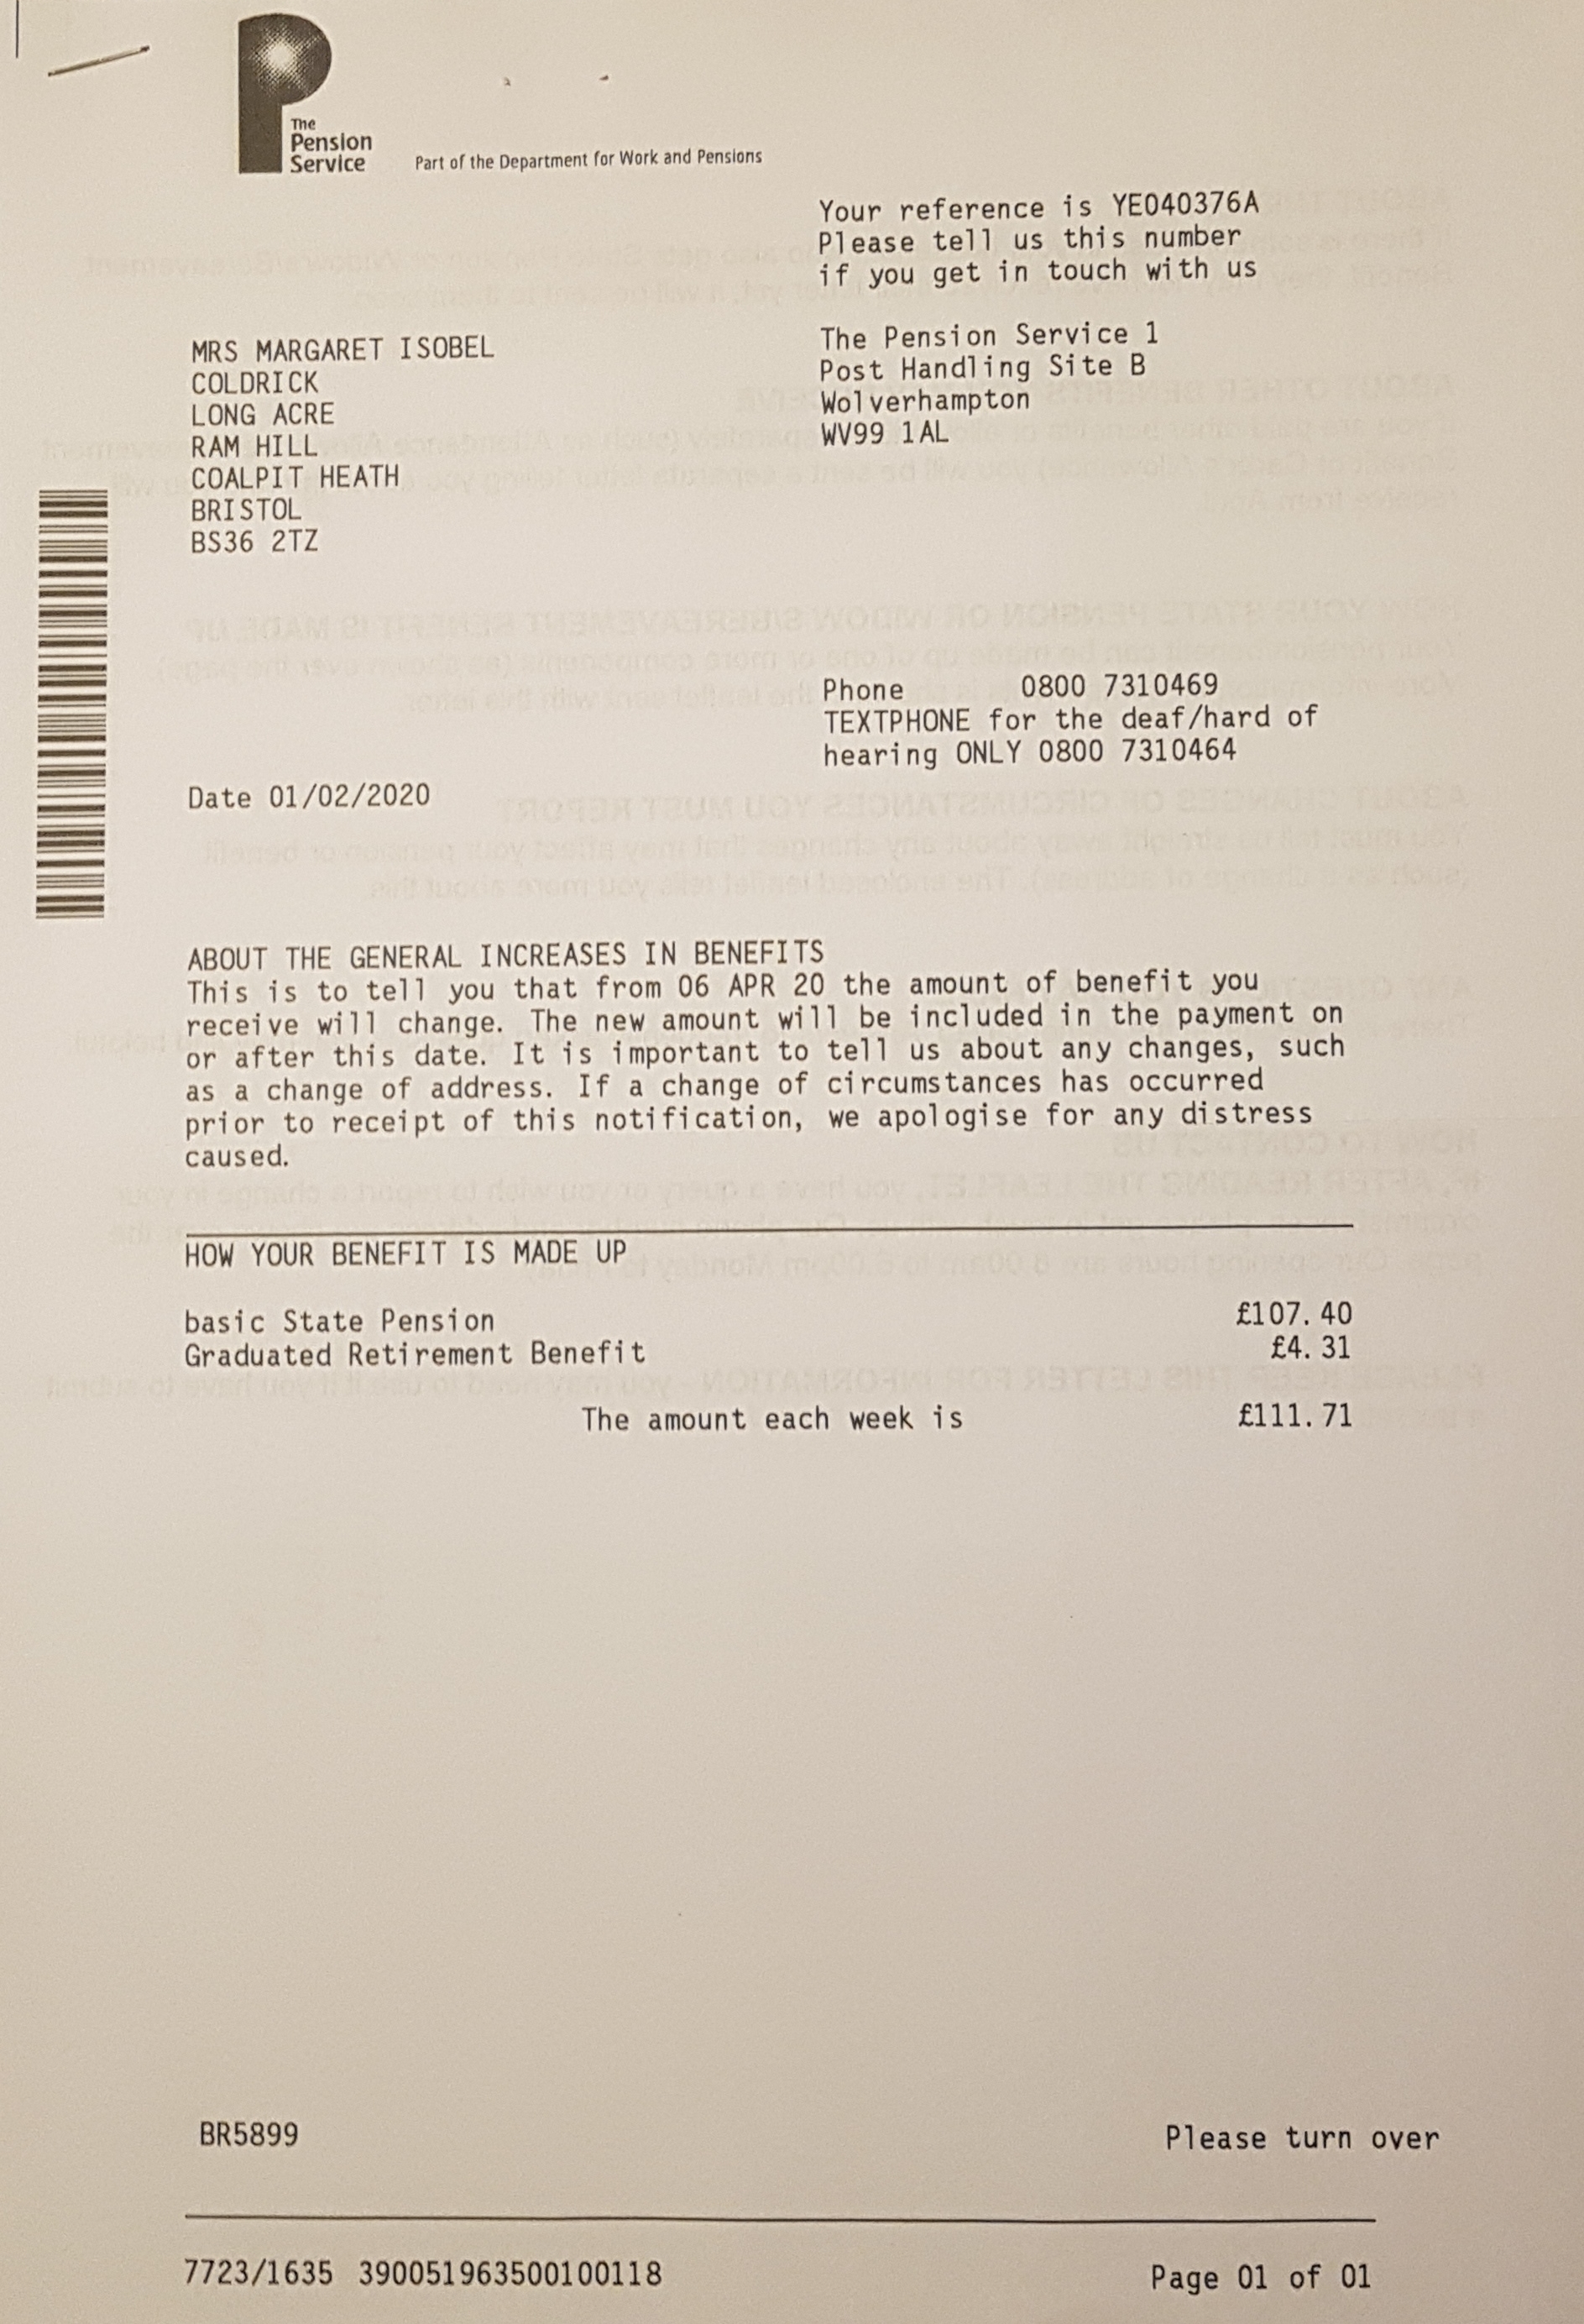 The
Pension
Service
Part of the Department for Work and Pensions
Your reference is YE040376A
Please tell us this number
if you get in touch with us
MRS MARGARET ISOBEL
COLDRICK
LONG ACRE
RAM HILL
COALPIT HEATH
BRISTOL
BS36 2TZ
The Pension Service 1
Post Handling Site B
Wolverhampton
WV99 1AL
Phone 0800 7310469
TEXTPHONE for the deaf/hard of
hearing ONLY 0800 7310464
Date 01/02/2020
ABOUT THE GENERAL INCREASES IN BENEFITS
This is to tell you that from 06 APR 20 the amount of benefit you
receive will change. The new amount will be included in the payment on
or after this date. It is important to tell us about any changes, such
as a change of address. If a change of circumstances has occurred
prior to receipt of this notification, we apologise for any distress
caused.
HOW YOUR BENEFIT IS MADE UP
basic State Pension £107.40
Graduated Retirement Benefit £4.31
The amount each week is £111.71
BR5899 Please turn over
7723/1635 390051963500100118 Page 01 of 01